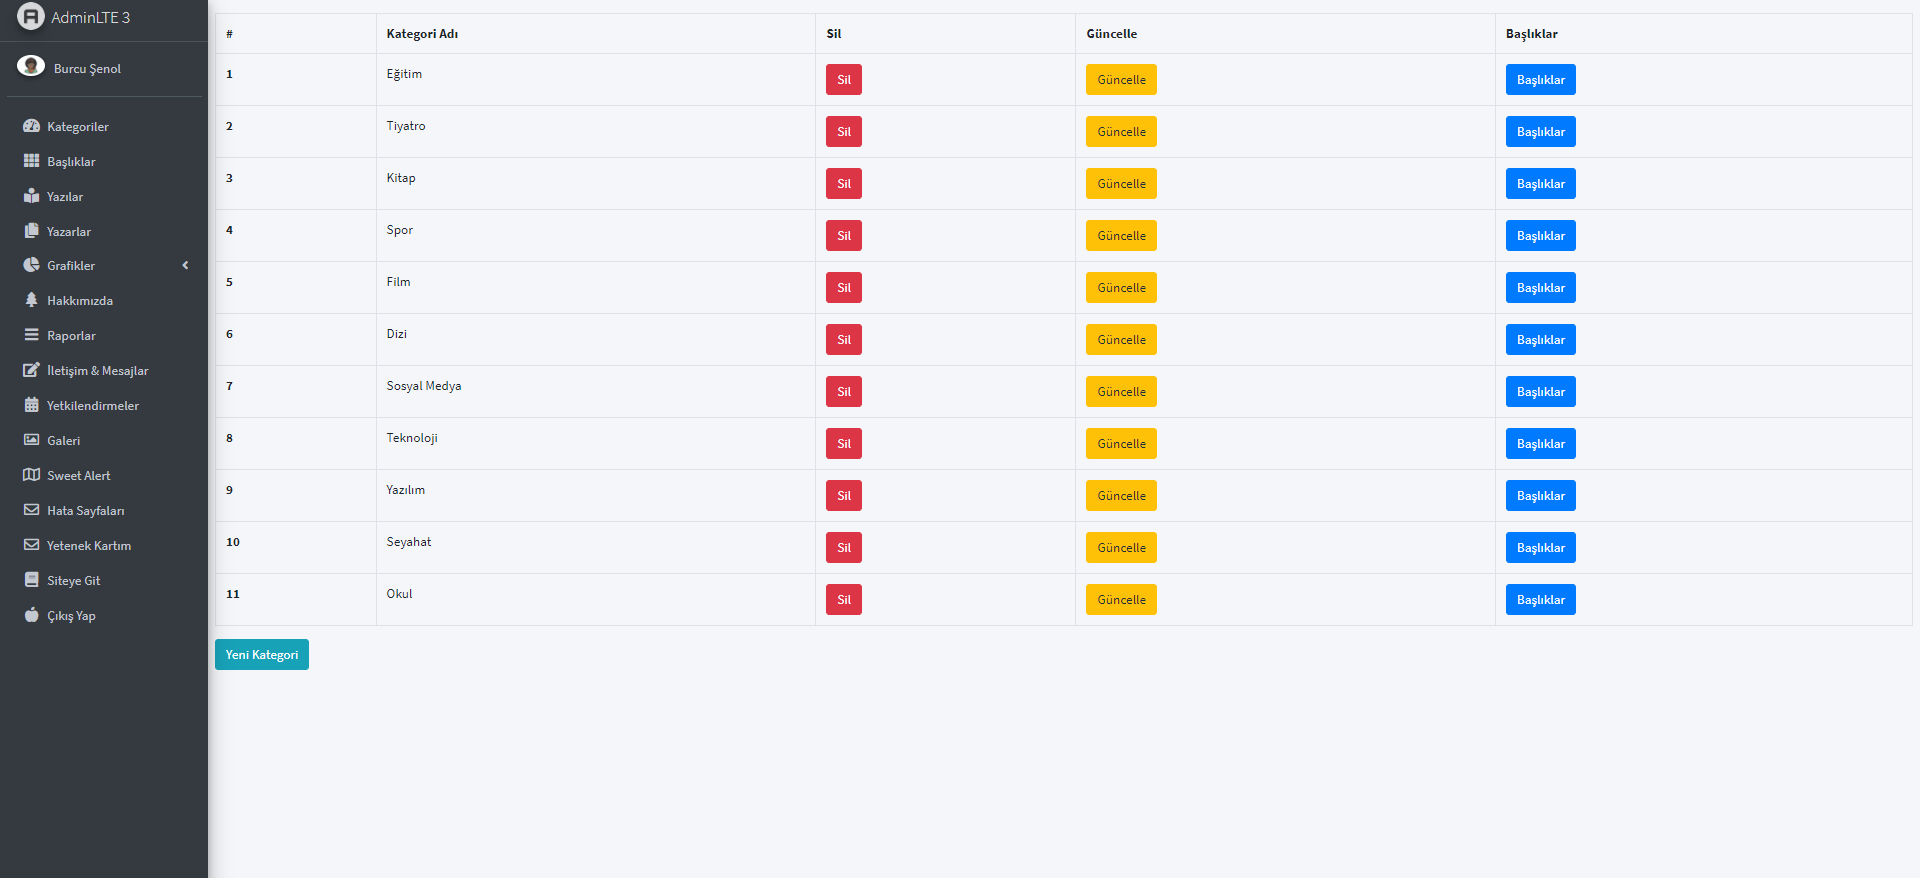 AdminLTE 3
Burcu Şenol
Kategoriler
Başlıklar
Yazılar
Yazarlar
Grafikler
Hakkımızda
Raporlar
İletişim & Mesajlar
Yetkilendirmeler
Galeri
Sweet Alert
Hata Sayfaları
Yetenek Kartım
Siteye Git
Çıkış Yap
# Kategori Adı Sil Güncelle Başlıklar
1 Eğitim Sil Güncelle Başlıklar
2 Tiyatro Sil Güncelle Başlıklar
3 Kitap Sil Güncelle Başlıklar
4 Spor Sil Güncelle Başlıklar
5 Film Sil Güncelle Başlıklar
6 Dizi Sil Güncelle Başlıklar
7 Sosyal Medya Sil Güncelle Başlıklar
8 Teknoloji Sil Güncelle Başlıklar
9 Yazılım Sil Güncelle Başlıklar
10 Seyahat Sil Güncelle Başlıklar
11 Okul Sil Güncelle Başlıklar
Yeni Kategori